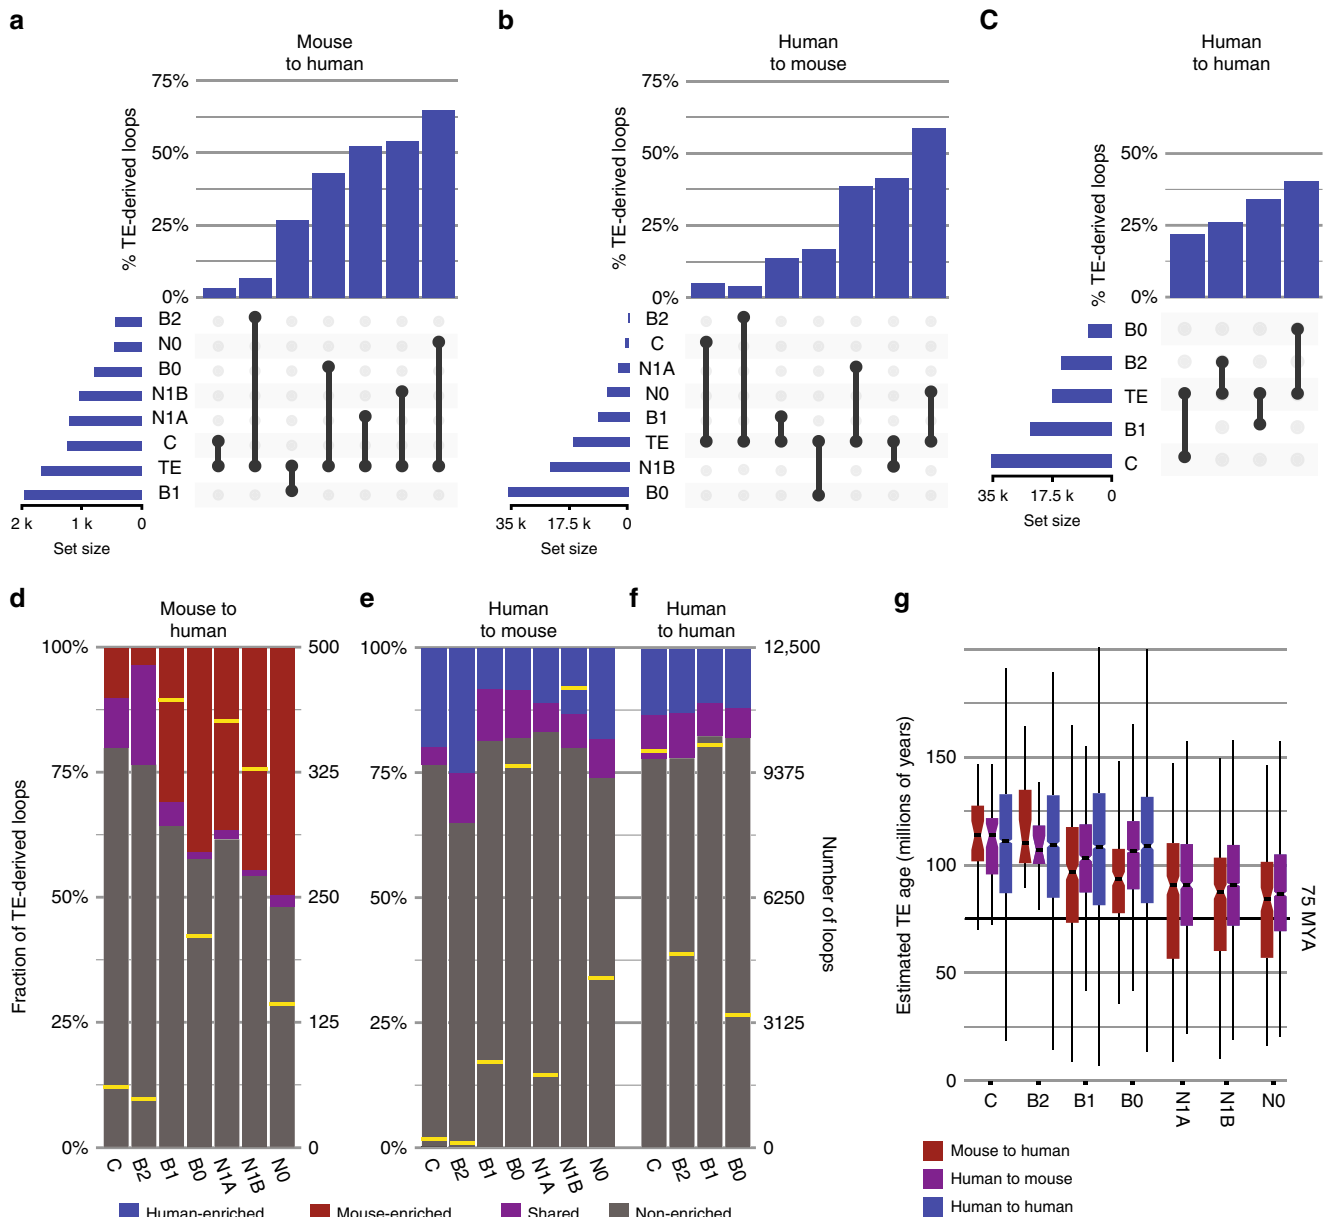 a
Mouse
to human
75%
50%
25%
0%
% TE-derived loops
B2
N0
B0
N1B
N1A
C
TE
B1
2 k
1 k
0
Set size
b
Human
to mouse
75%
50%
25%
0%
% TE-derived loops
B2
C
N1A
N0
B1
TE
N1B
B0
35 k
17.5 k
0
Set size
C
Human
to human
50%
25%
0%
% TE-derived loops
B0
B2
TE
B1
C
35 k
17.5 k
0
Set size
d
Mouse to
human
100%
75%
50%
25%
0%
Fraction of TE-derived loops
500
325
250
125
0
C
B2
B1
B0
N1A
N1B
N0
e
Human
to mouse
100%
75%
50%
25%
0%
C
B2
B1
B0
N1A
N1B
N0
f
Human
to human
12,500
9375
6250
3125
0
Number of loops
C
B2
B1
B0
Human-enriched
Mouse-enriched
Shared
Non-enriched
g
Estimated TE age (millions of years)
150
100
50
0
75 MYA
C
B2
B1
B0
N1A
N1B
N0
Mouse to human
Human to mouse
Human to human